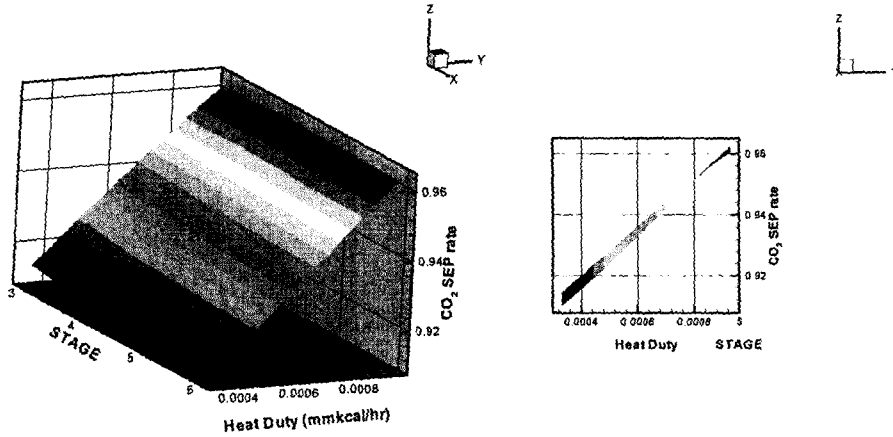 Z
Y
X
Z
X
0.96
0.94
0.92
CO₂ SEP rate
3
4
5
6
STAGE
0.0004 0.0006 0.0008
Heat Duty (mmkcal/hr)
0.96
0.94
0.92
CO₂ SEP rate
0.0004 0.0006 0.0008 5
Heat Duty STAGE